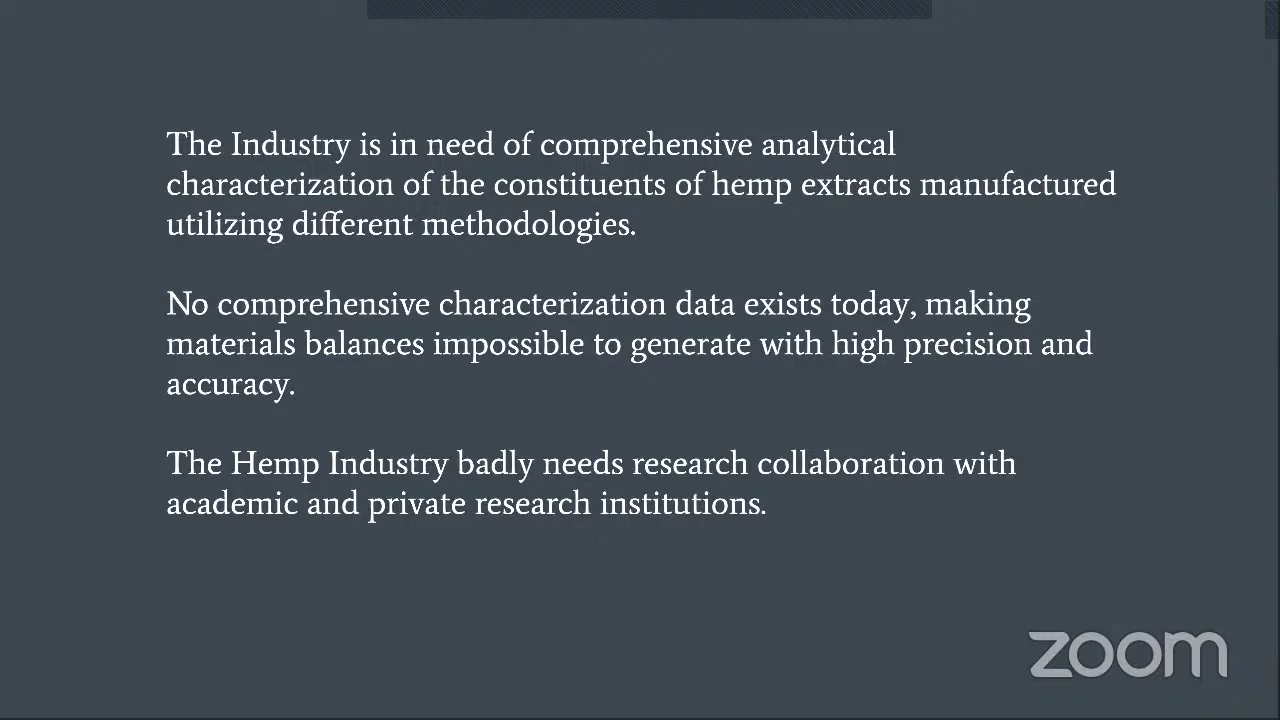 The Industry is in need of comprehensive analytical
characterization of the constituents of hemp extracts manufactured
utilizing different methodologies.
No comprehensive characterization data exists today, making
materials balances impossible to generate with high precision and
accuracy.
The Hemp Industry badly needs research collaboration with
academic and private research institutions.
zoom